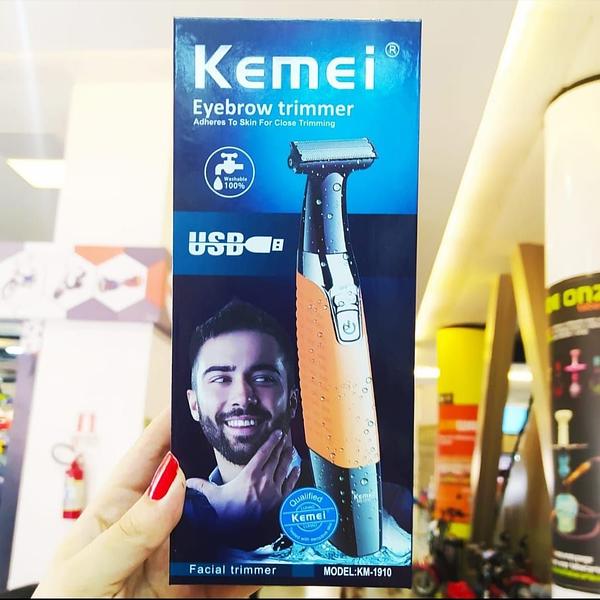 Kemei®
Eyebrow trimmer
Adheres To Skin For Close Trimming
Washable
100%
USB
Qualified
Kemei
Kemei
Facial trimmer
MODEL:KM-1910